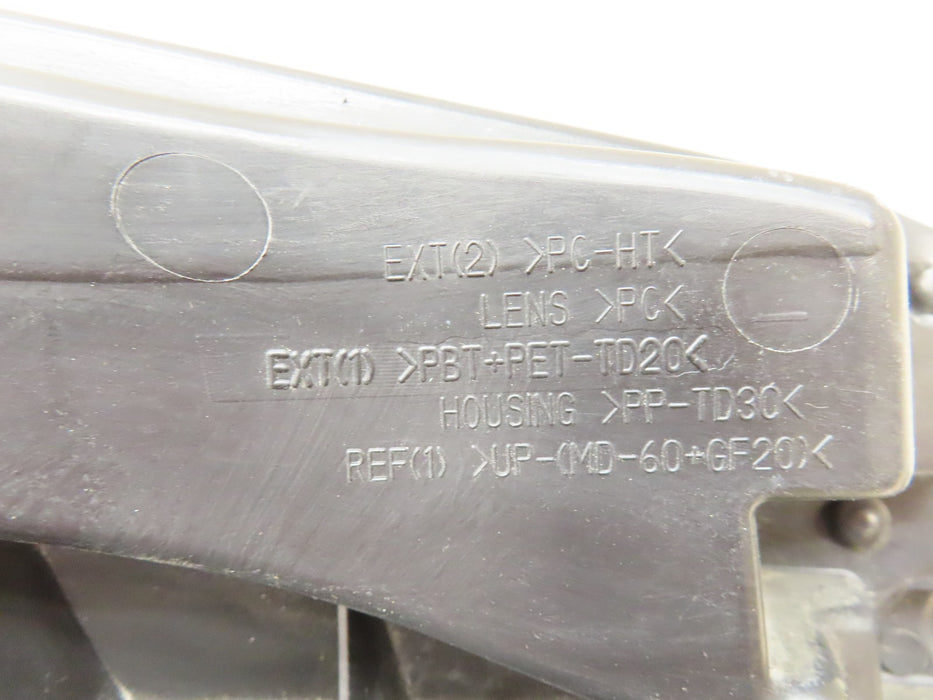 EXT(2) >PC-HT<
LENS >PC<
EXT(1) >PBT+PET-TD20<
HOUSING >PP-TD30<
REF(1) >UP-(MD-60+GF20)<